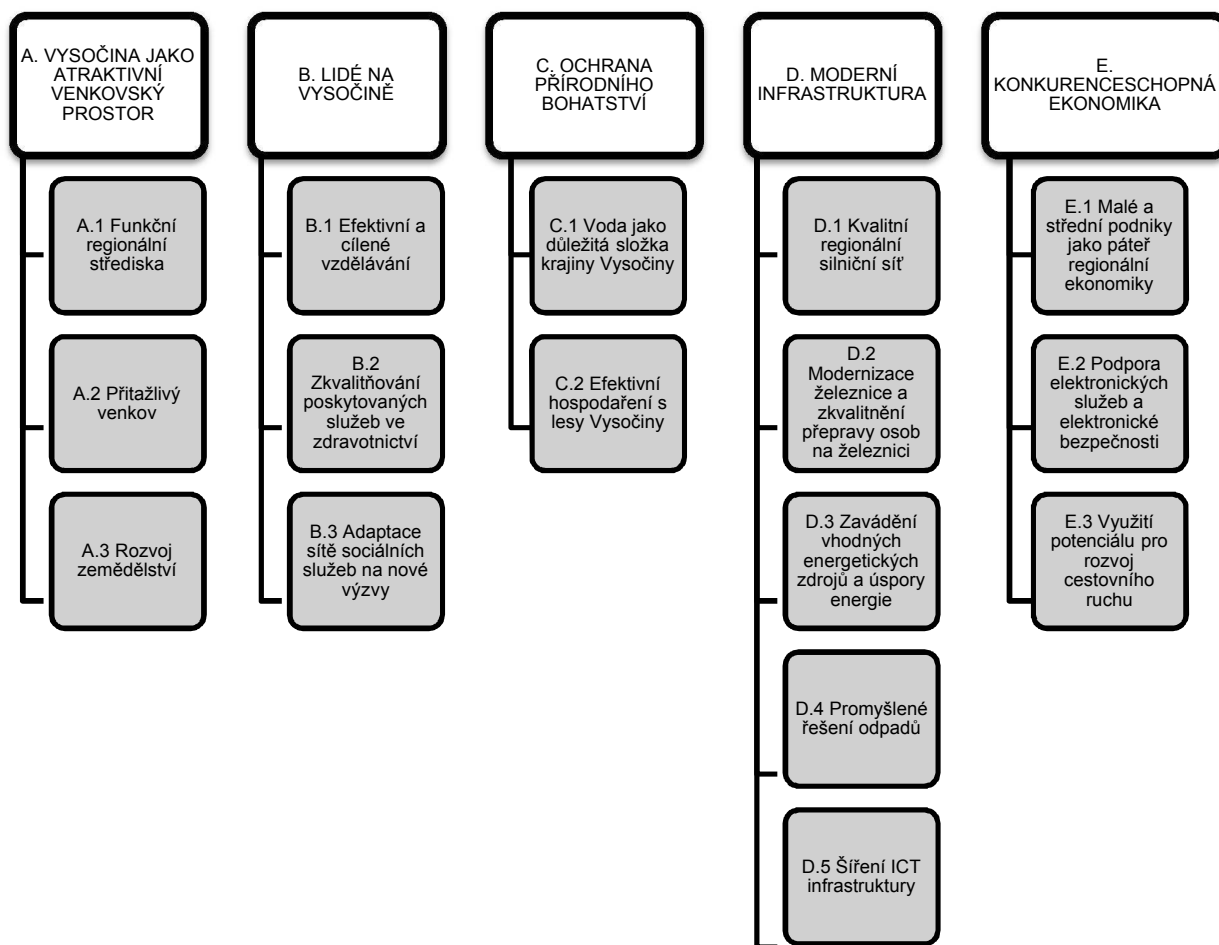 A. VYSOČINA JAKO
ATRAKTIVNÍ
VENKOVSKÝ
PROSTOR
A.1 Funkční
regionální
střediska
A.2 Přitažlivý
venkov
A.3 Rozvoj
zemědělství
B. LIDÉ NA
VYSOČINĚ
B.1 Efektivní a
cílené
vzdělávání
B.2
Zkvalitňování
poskytovaných
služeb ve
zdravotnictví
B.3 Adaptace
sítě sociálních
služeb na nové
výzvy
C. OCHRANA
PŘÍRODNÍHO
BOHATSTVÍ
C.1 Voda jako
důležitá složka
krajiny Vysočiny
C.2 Efektivní
hospodaření s
lesy Vysočiny
D. MODERNÍ
INFRASTRUKTURA
D.1 Kvalitní
regionální
silniční síť
D.2
Modernizace
železnice a
zkvalitnění
přepravy osob
na železnici
D.3 Zavádění
vhodných
energetických
zdrojů a úspory
energie
D.4 Promyšlené
řešení odpadů
D.5 Šíření ICT
infrastruktury
E.
KONKURENCESCHOPNÁ
EKONOMIKA
E.1 Malé a
střední podniky
jako páteř
regionální
ekonomiky
E.2 Podpora
elektronických
služeb a
elektronické
bezpečnosti
E.3 Využití
potenciálu pro
rozvoj
cestovního
ruchu